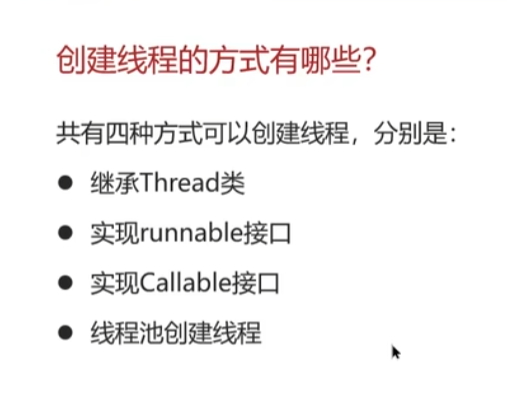 创建线程的方式有哪些?
共有四种方式可以创建线程，分别是：
● 继承Thread类
● 实现runnable接口
● 实现Callable接口
● 线程池创建线程